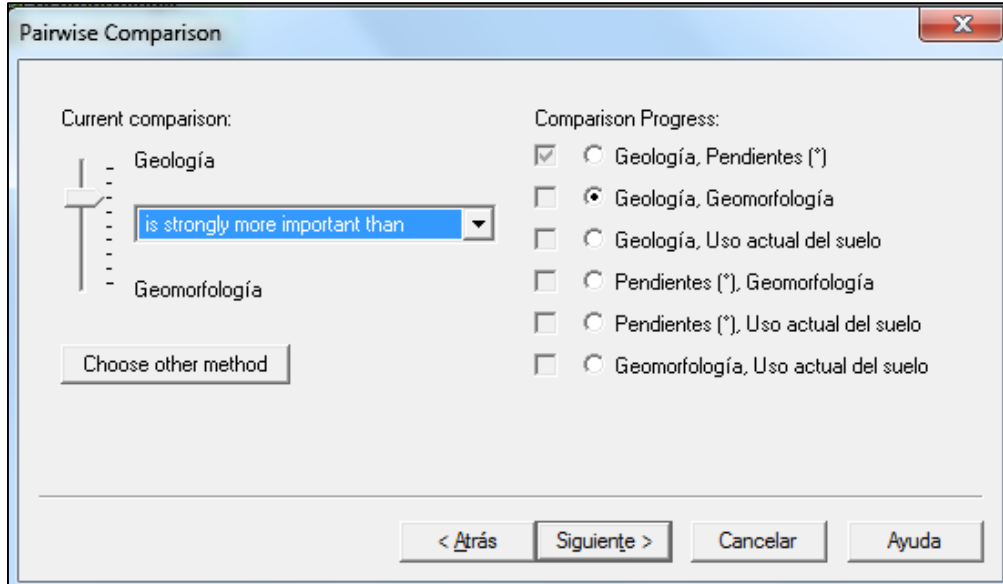 Pairwise Comparison
Current comparison:
Geología
is strongly more important than
Geomorfología
Choose other method
Comparison Progress:
Geología, Pendientes (*)
Geología, Geomorfología
Geología, Uso actual del suelo
Pendientes (*), Geomorfología
Pendientes (*), Uso actual del suelo
Geomorfología, Uso actual del suelo
< Atrás
Siguiente >
Cancelar
Ayuda